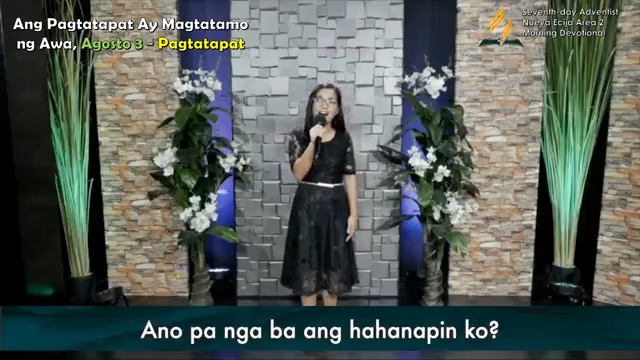 Ang Pagtatapat Ay Magtatamo
ng Awa, Agosto 3 - Pagtatapat
Seventh-day Adventist
Nueva Ecija Area 2
Morning Devotional
Ano pa nga ba ang hahanapin ko?